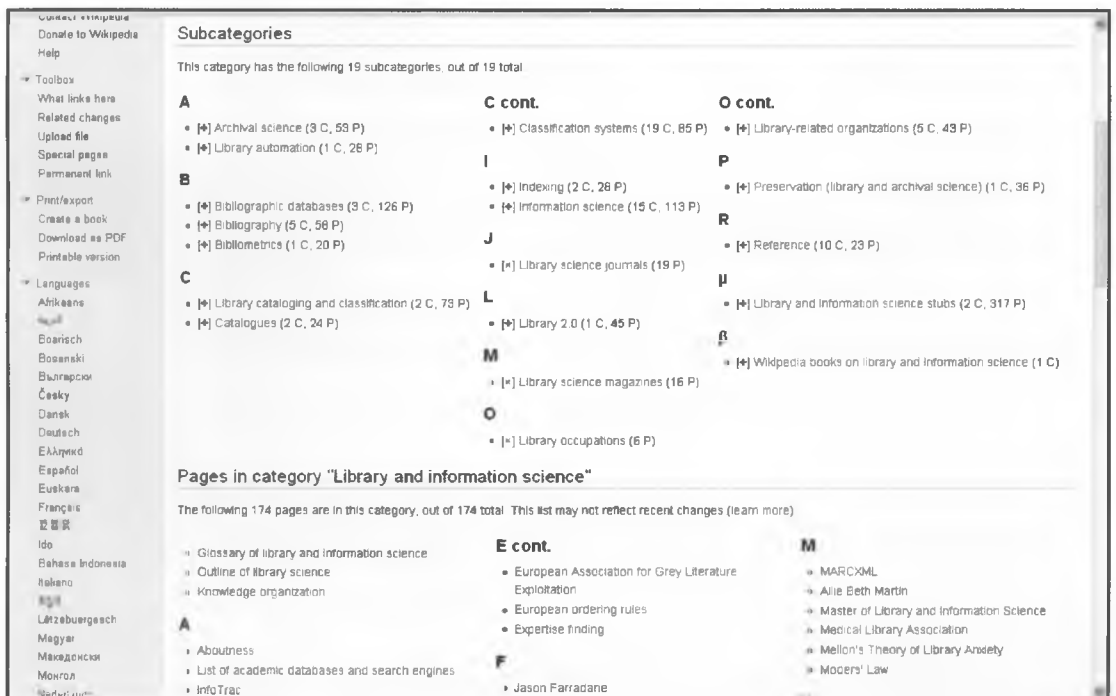 Contact Wikipedia
Donate to Wikipedia
Help
Toolbox
What links here
Related changes
Upload file
Special pages
Permanent link
Print/export
Create a book
Download as PDF
Printable version
Languages
Afrikaans
Boarisch
Bosanski
Български
Česky
Dansk
Deutsch
Ελληνικά
Español
Euskara
Français
Ido
Bahasa Indonesia
Italiano
Lëtzebuergesch
Magyar
Македонски
Монгол
Subcategories
This category has the following 19 subcategories, out of 19 total
A
[+] Archival science (3 C, 53 P)
[+] Library automation (1 C, 28 P)
B
[+] Bibliographic databases (3 C, 126 P)
[+] Bibliography (5 C, 58 P)
[+] Bibliometrics (1 C, 20 P)
C
[+] Library cataloging and classification (2 C, 73 P)
[+] Catalogues (2 C, 24 P)
C cont.
[+] Classification systems (19 C, 85 P)
I
[+] Indexing (2 C, 28 P)
[+] Information science (15 C, 113 P)
J
[×] Library science journals (19 P)
L
[+] Library 2.0 (1 C, 45 P)
M
[×] Library science magazines (16 P)
O
[×] Library occupations (6 P)
O cont.
[+] Library-related organizations (5 C, 43 P)
P
[+] Preservation (library and archival science) (1 C, 36 P)
R
[+] Reference (10 C, 23 P)
µ
[+] Library and information science stubs (2 C, 317 P)
β
[+] Wikipedia books on library and information science (1 C)
Pages in category "Library and information science"
The following 174 pages are in this category, out of 174 total. This list may not reflect recent changes (learn more)
Glossary of library and information science
Outline of library science
Knowledge organization
A
Aboutness
List of academic databases and search engines
InfoTrac
E cont.
European Association for Grey Literature
Exploitation
European ordering rules
Expertise finding
F
Jason Farradane
M
MARCXML
Allie Beth Martin
Master of Library and Information Science
Medical Library Association
Mellon's Theory of Library Anxiety
Mooers' Law